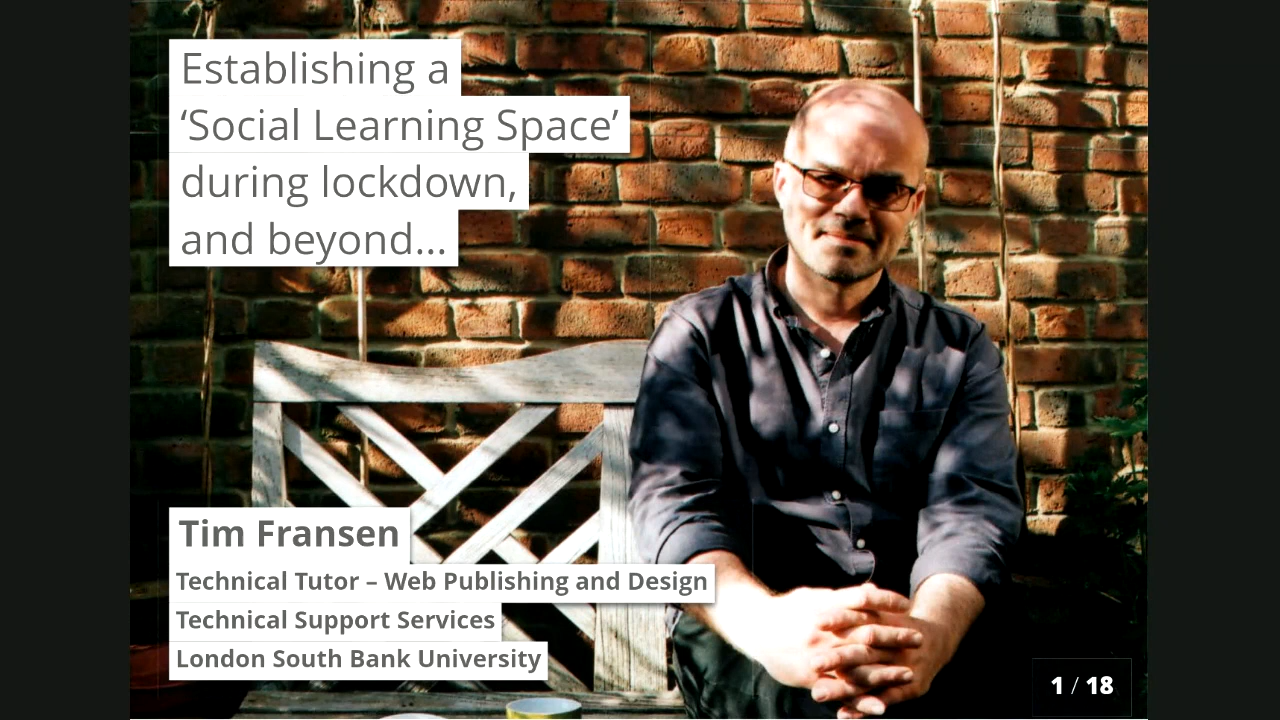 Establishing a
‘Social Learning Space’
during lockdown,
and beyond...
Tim Fransen
Technical Tutor – Web Publishing and Design
Technical Support Services
London South Bank University
1 / 18